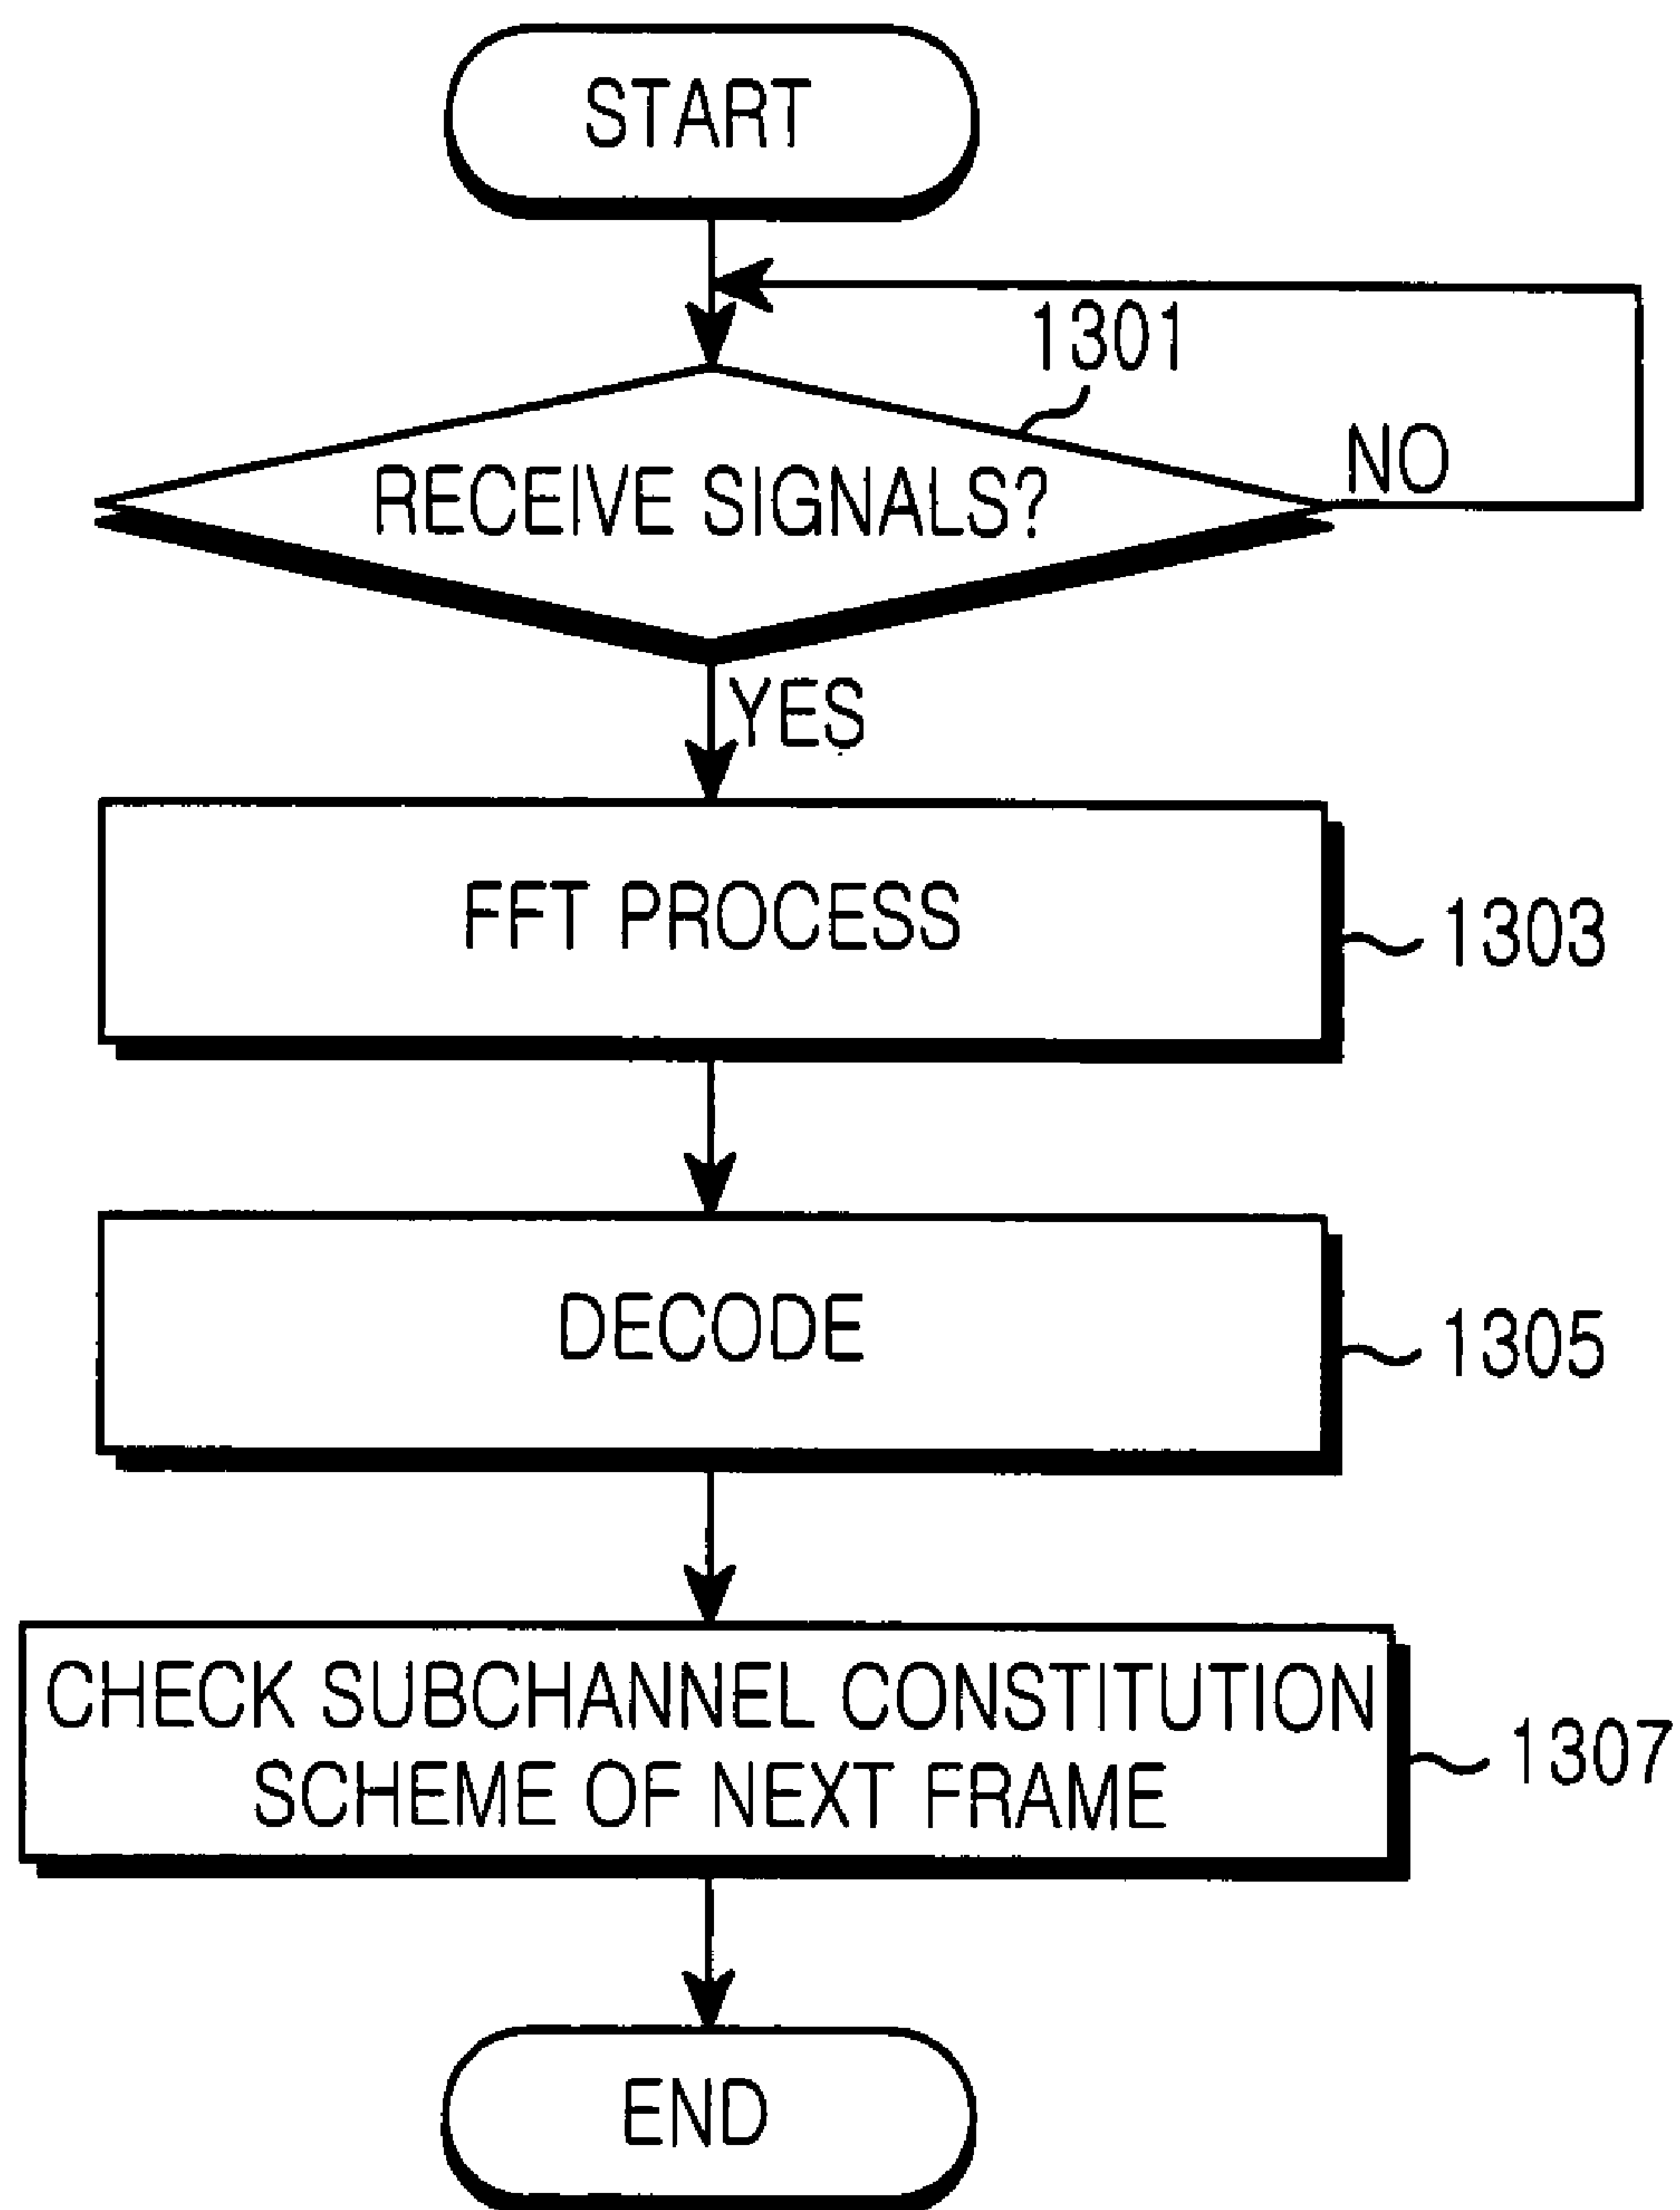 START
1301
RECEIVE SIGNALS?
NO
YES
FFT PROCESS
1303
DECODE
1305
CHECK SUBCHANNEL CONSTITUTION
SCHEME OF NEXT FRAME
1307
END